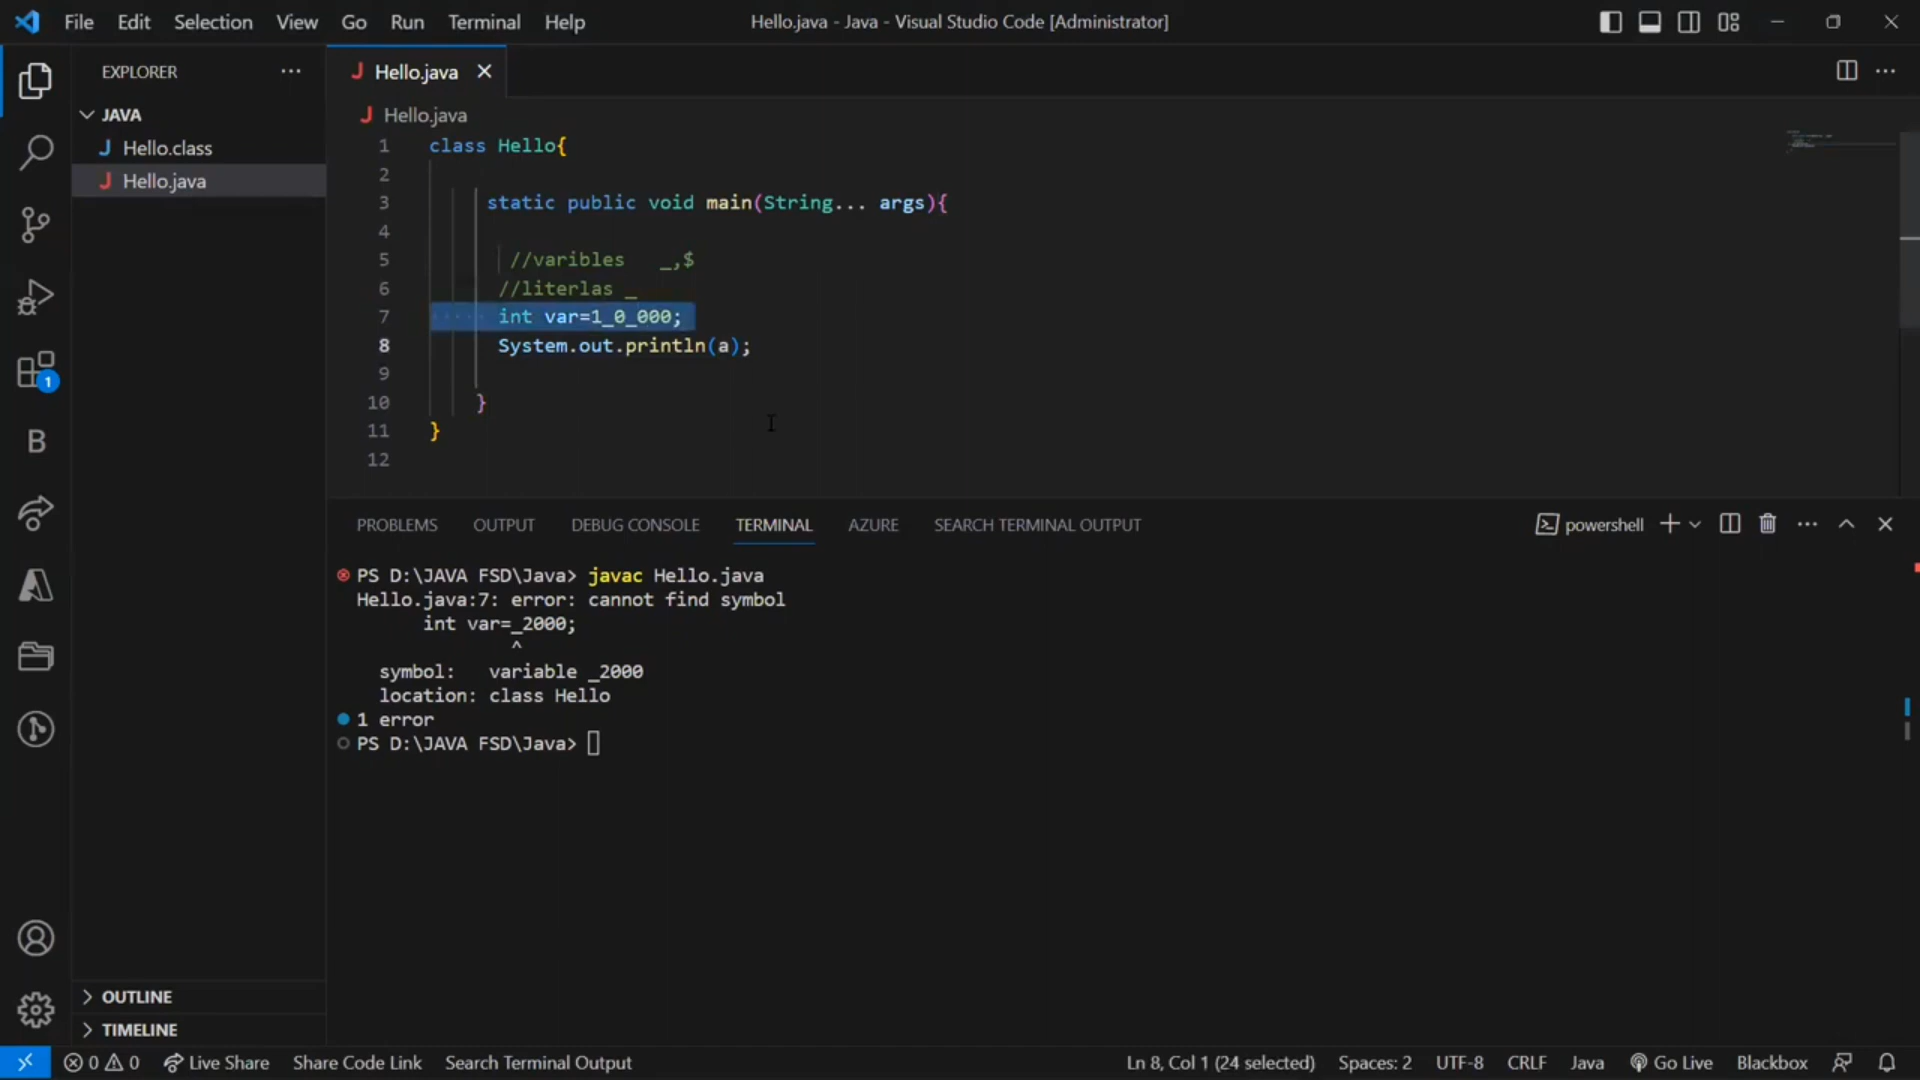 File Edit Selection View Go Run Terminal Help
Hello.java - Java - Visual Studio Code [Administrator]
EXPLORER
JAVA
J Hello.class
J Hello.java
1
B
OUTLINE
TIMELINE
J Hello.java
J Hello.java
1 class Hello{
2
3 static public void main(String... args){
4
5 //varibles _,$
6 //literlas _
7 int var=1_0_000;
8 System.out.println(a);
9
10 }
11 }
12
PROBLEMS OUTPUT DEBUG CONSOLE TERMINAL AZURE SEARCH TERMINAL OUTPUT
powershell
PS D:\JAVA FSD\Java> javac Hello.java
Hello.java:7: error: cannot find symbol
int var=_2000;
^
symbol: variable _2000
location: class Hello
1 error
PS D:\JAVA FSD\Java>
0 0 Live Share Share Code Link Search Terminal Output
Ln 8, Col 1 (24 selected) Spaces: 2 UTF-8 CRLF Java Go Live Blackbox